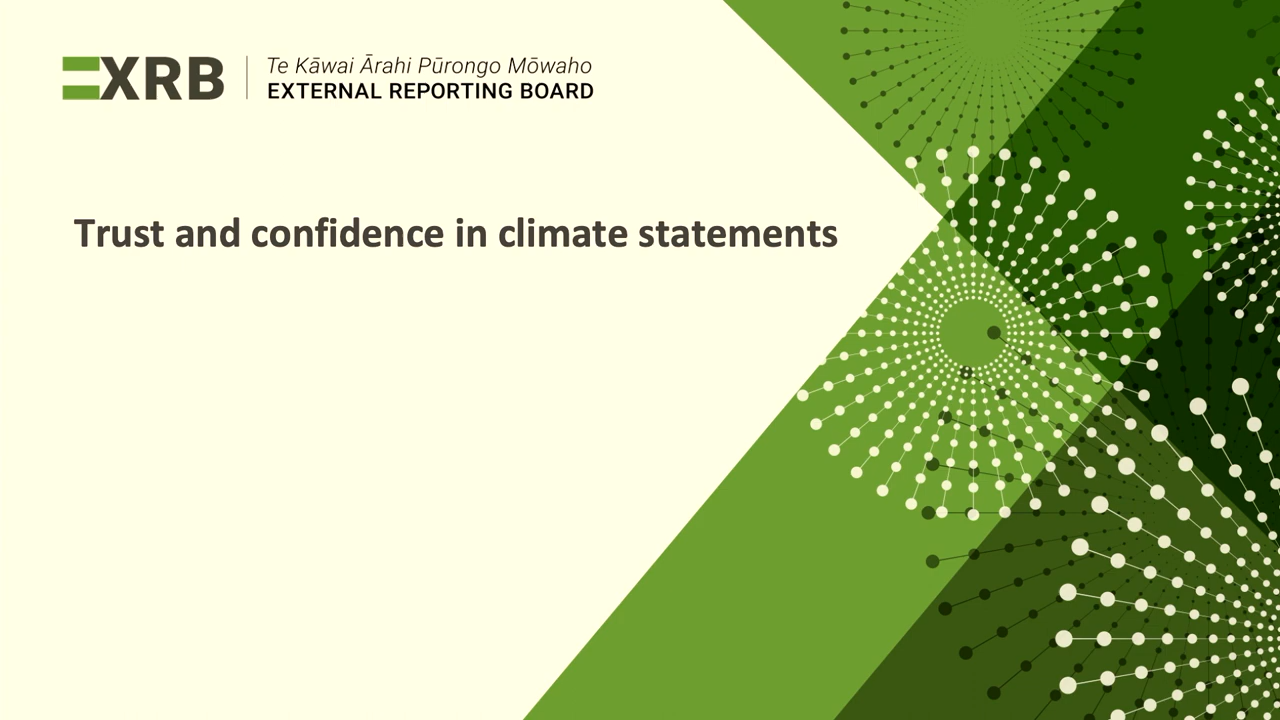 XRB
Te Kāwai Ārahi Pūrongo Mōwaho
EXTERNAL REPORTING BOARD
Trust and confidence in climate statements